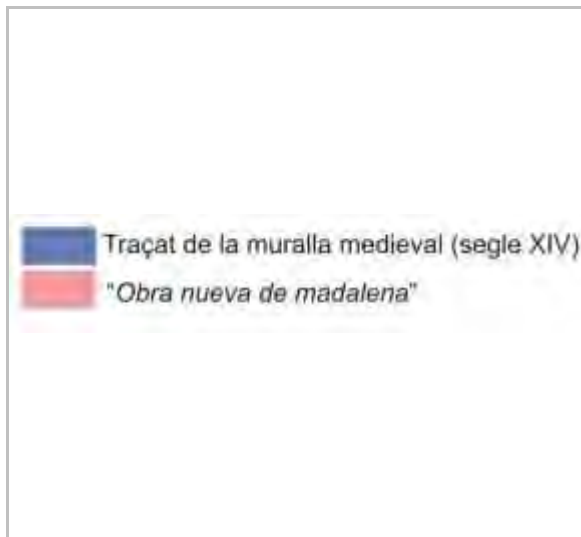 Traçat de la muralla medieval (segle XIV)
"Obra nueva de madalena"